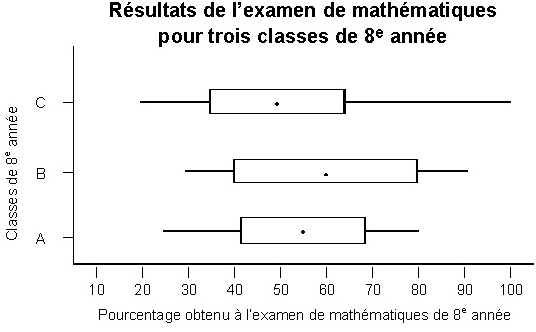 Résultats de l'examen de mathématiques
pour trois classes de 8e année
Classes de 8e année
C
B
A
10 20 30 40 50 60 70 80 90 100
Pourcentage obtenu à l'examen de mathématiques de 8e année